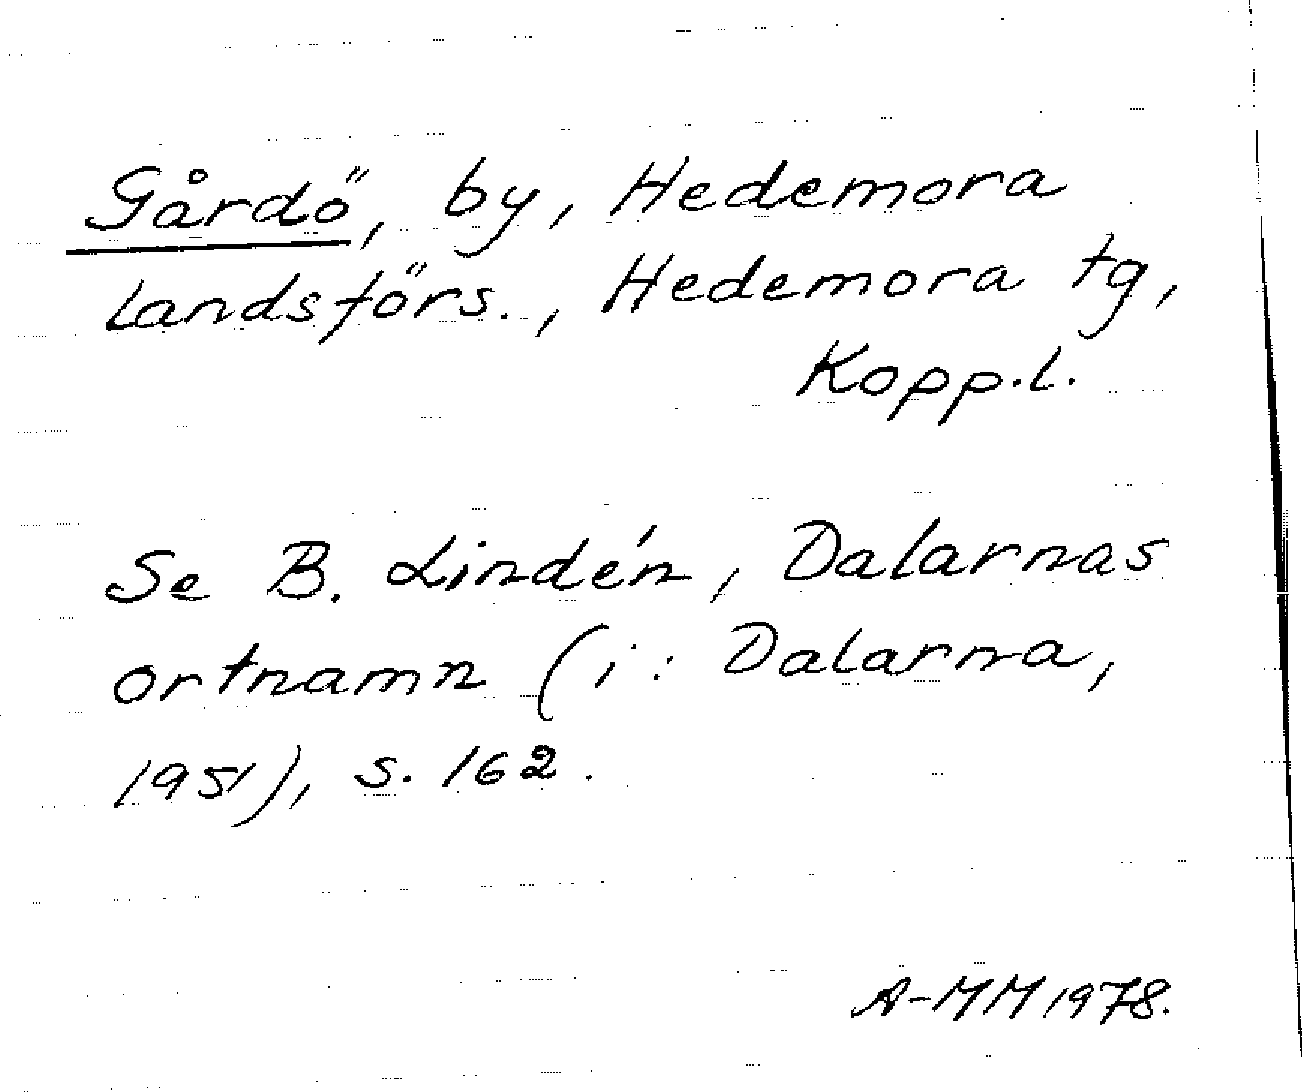 Gårdö, by, Hedemora
landsförs., Hedemora tg,
Kopp.l.
Se B. Lindén, Dalarnas
ortnamn (i: Dalarna,
1951), s. 162.
A-MM 1978.